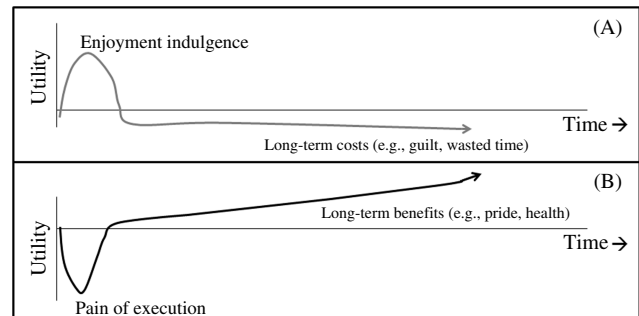 (A)
Enjoyment indulgence
Utility
Time →
Long-term costs (e.g., guilt, wasted time)
(B)
Long-term benefits (e.g., pride, health)
Utility
Time →
Pain of execution